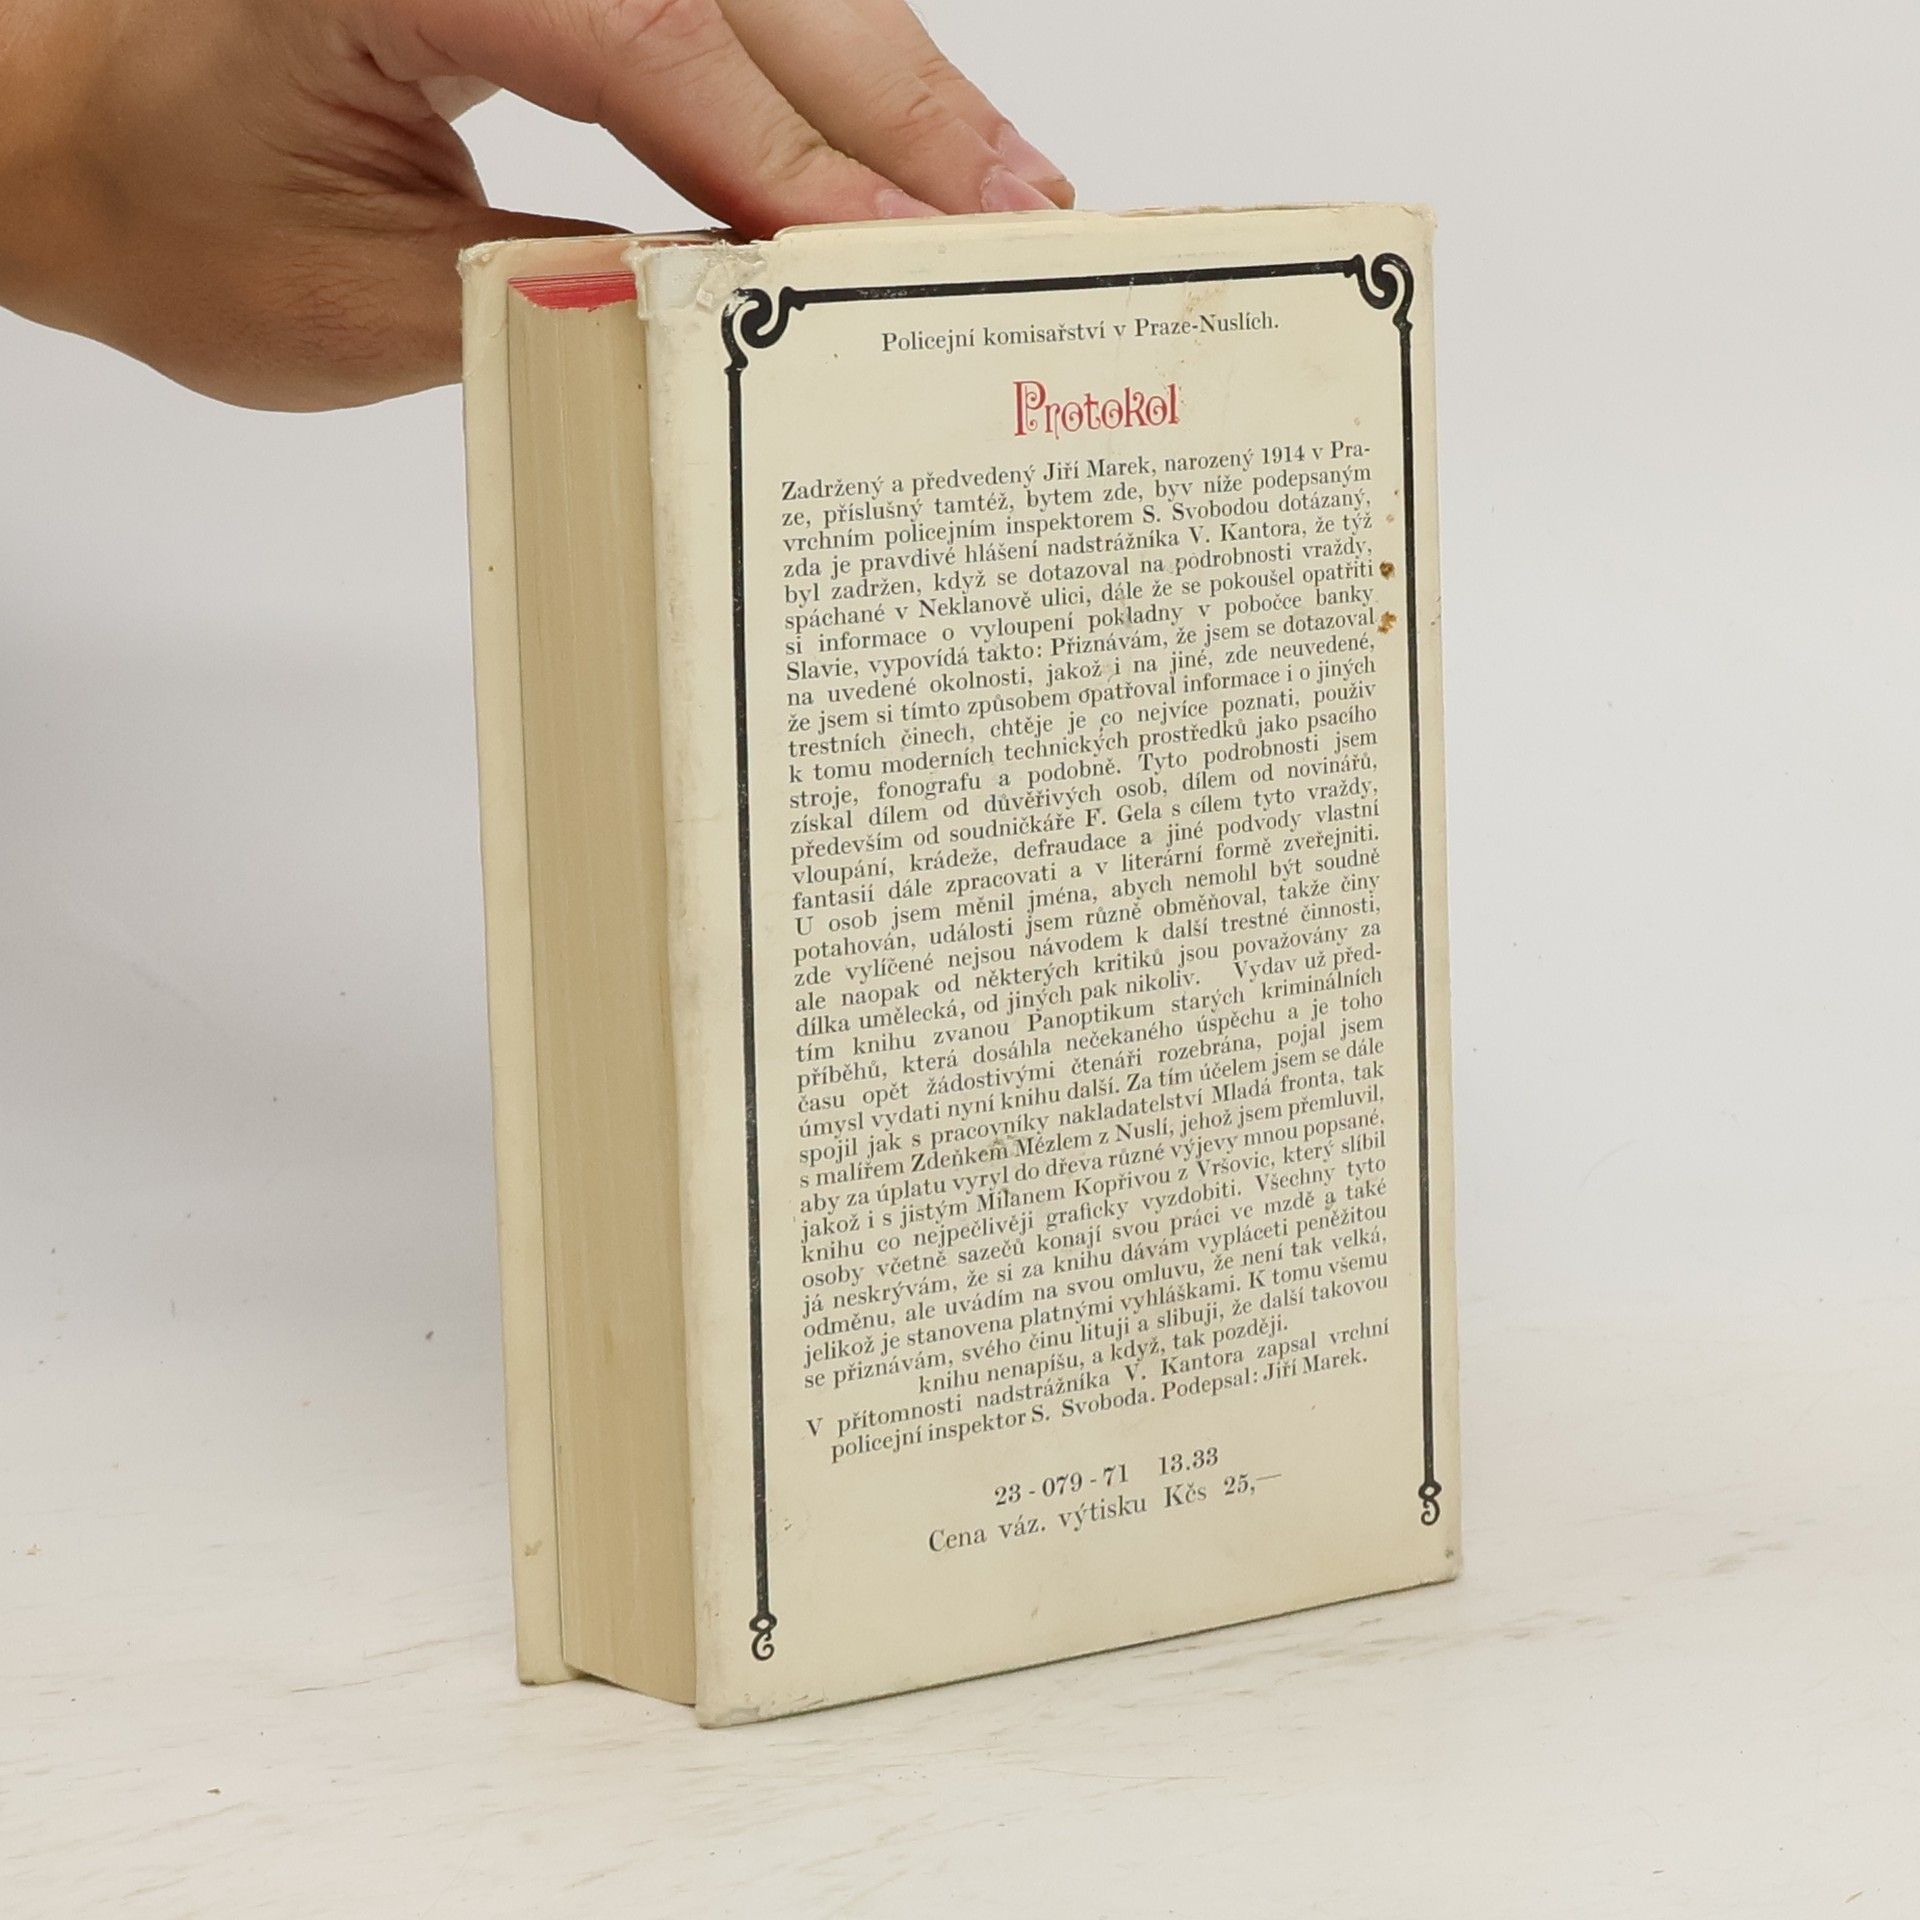 Policejní komisařství v Praze-Nuslích.
Protokol
Zadržený a předvedený Jiří Marek, narozený 1914 v Pra-
ze, příslušný tamtéž, bytem zde, byv níže podepsaným
vrchním policejním inspektorem S. Svobodou dotázaný,
zda je pravdivé hlášení nadstrážníka V. Kantora, že týž
byl zadržen, když se dotazoval na podrobnosti vraždy,
spáchané v Neklanově ulici, dále že se pokoušel opatřiti
si informace o vyloupení pokladny v pobočce banky
Slavie, vypovídá takto: Přiznávám, že jsem se dotazoval
na uvedené okolnosti, jakož i na jiné, zde neuvedené,
že jsem si tímto způsobem opatřoval informace i o jiných
trestních činech, chtěje je co nejvíce poznati, použiv
k tomu moderních technických prostředků jako psacího
stroje, fonografu a podobně. Tyto podrobnosti jsem
získal dílem od důvěřivých osob, dílem od novinářů,
především od soudničkáře F. Gela s cílem tyto vraždy,
vloupání, krádeže, defraudace a jiné podvody vlastní
fantasií dále zpracovati a v literární formě zveřejniti.
U osob jsem měnil jména, abych nemohl být soudně
potahován, události jsem různě obměňoval, takže činy
zde vylíčené nejsou návodem k další trestné činnosti,
ale naopak od některých kritiků jsou považovány za
dílka umělecká, od jiných pak nikoliv. Vydav už před-
tím knihu zvanou Panoptikum starých kriminálních
příběhů, která dosáhla nečekaného úspěchu a je toho
času opět žádostivými čtenáři rozebrána, pojal jsem
úmysl vydati nyní knihu další. Za tím účelem jsem se dále
spojil jak s pracovníky nakladatelství Mladá fronta, tak
s malířem Zdeňkem Mézlem z Nuslí, jehož jsem přemluvil,
aby za úplatu vyryl do dřeva různé výjevy mnou popsané,
jakož i s jistým Milanem Kopřivou z Vršovic, který slíbil
knihu co nejpečlivěji graficky vyzdobiti. Všechny tyto
osoby včetně sazečů konají svou práci ve mzdě a také
já neskrývám, že si za knihu dávám vypláceti peněžitou
odměnu, ale uvádím na svou omluvu, že není tak velká,
jelikož je stanovena platnými vyhláškami. K tomu všemu
se přiznávám, svého činu lituji a slibuji, že další takovou
knihu nenapíšu, a když, tak později.
V přítomnosti nadstrážníka V. Kantora zapsal vrchní
policejní inspektor S. Svoboda. Podepsal: Jiří Marek.
23 - 079 - 71 13.33
Cena váz. výtisku Kčs 25,—